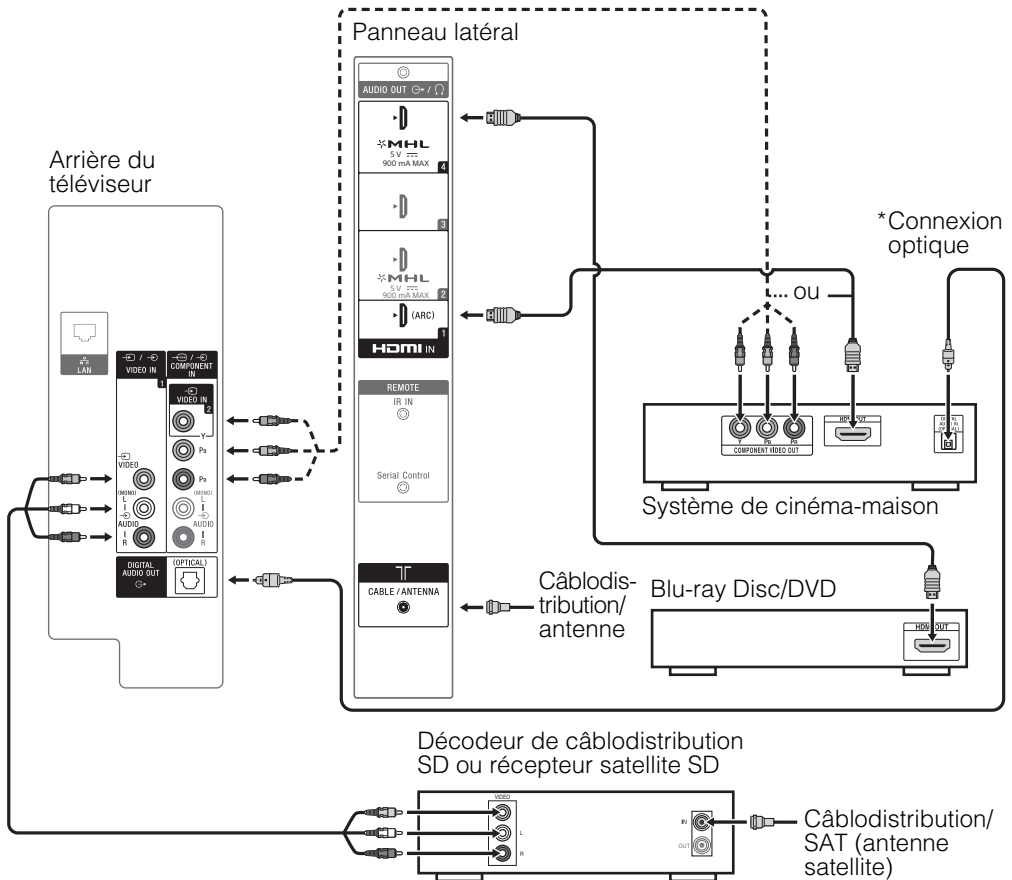 Panneau latéral
AUDIO OUT
/
MHL
5 V
900 mA MAX
4
3
MHL
5 V
900 mA MAX
2
(ARC)
1
HDMI IN
REMOTE
IR IN
Serial Control
CABLE / ANTENNA
Arrière du
téléviseur
LAN
/
VIDEO IN
1
/
COMPONENT
IN
VIDEO IN
2
Y
PB
PR
VIDEO
(MONO)
L
AUDIO
R
(MONO)
L
AUDIO
R
DIGITAL
AUDIO OUT
(OPTICAL)
*Connexion
optique
ou
Y
PB
PR
COMPONENT VIDEO OUT
HDMI OUT
DIGITAL
AUDIO IN
(OPTICAL)
Système de cinéma-maison
Câblodis-
tribution/
antenne
Blu-ray Disc/DVD
HDMI OUT
Décodeur de câblodistribution
SD ou récepteur satellite SD
VIDEO
L
R
IN
OUT
Câblodistribution/
SAT (antenne
satellite)